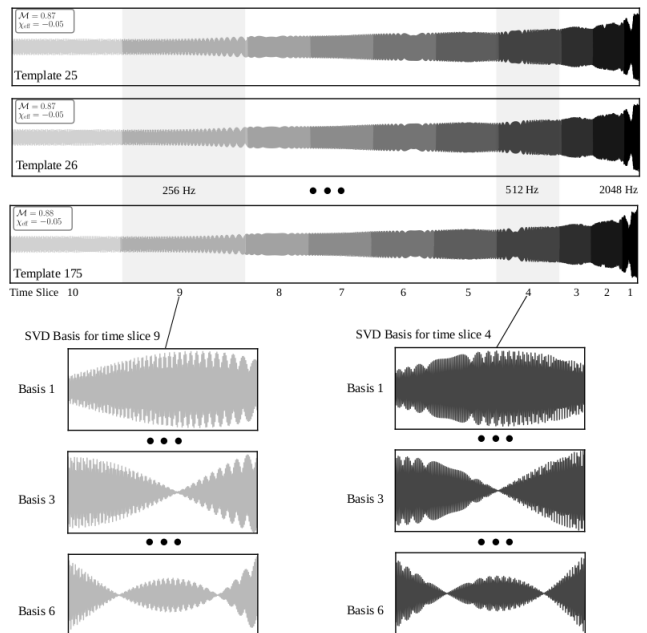 ℳ = 0.87
χeff = −0.05
Template 25
ℳ = 0.87
χeff = −0.05
Template 26
256 Hz
512 Hz
2048 Hz
ℳ = 0.88
χeff = −0.05
Template 175
Time Slice 10 9 8 7 6 5 4 3 2 1
SVD Basis for time slice 9
SVD Basis for time slice 4
Basis 1
Basis 1
Basis 3
Basis 3
Basis 6
Basis 6